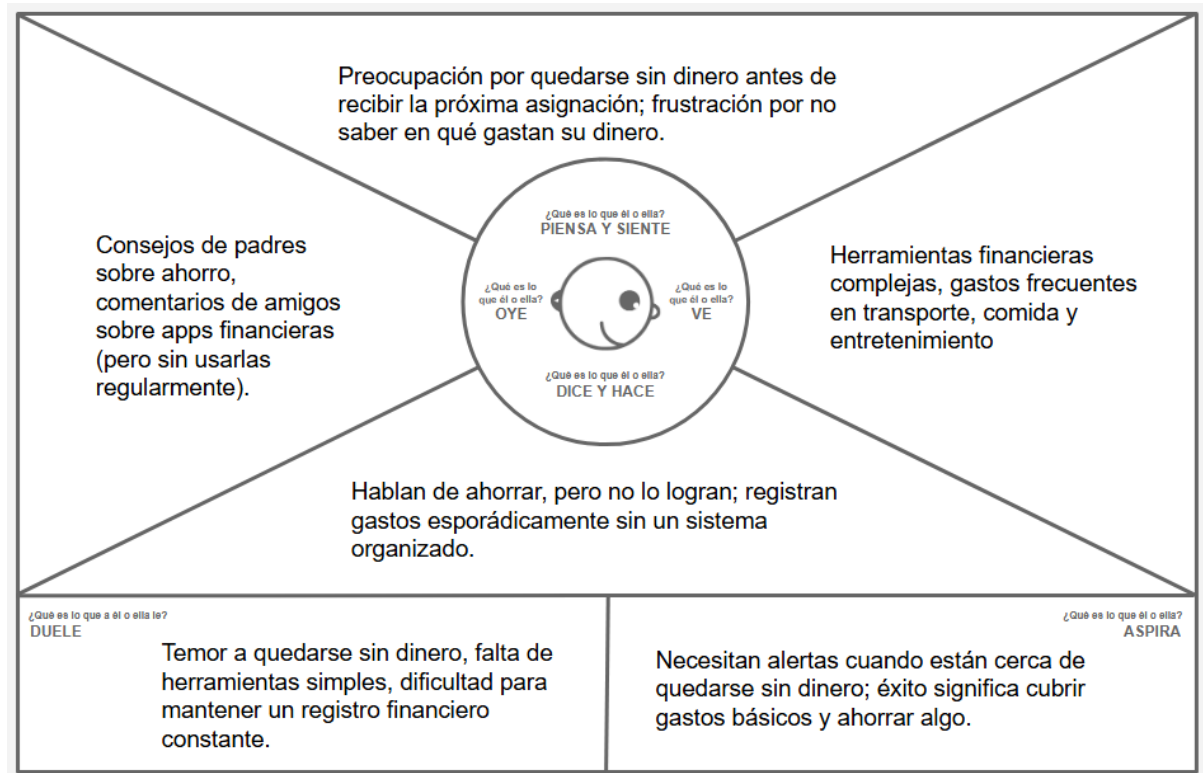 Preocupación por quedarse sin dinero antes de
recibir la próxima asignación; frustración por no
saber en qué gastan su dinero.
¿Qué es lo que él o ella?
PIENSA Y SIENTE
Consejos de padres
sobre ahorro,
comentarios de amigos
sobre apps financieras
(pero sin usarlas
regularmente).
¿Qué es lo
que él o ella?
OYE
¿Qué es lo
que él o ella?
VE
Herramientas financieras
complejas, gastos frecuentes
en transporte, comida y
entretenimiento
¿Qué es lo que él o ella?
DICE Y HACE
Hablan de ahorrar, pero no lo logran; registran
gastos esporádicamente sin un sistema
organizado.
¿Qué es lo que a él o ella le?
DUELE
Temor a quedarse sin dinero, falta de
herramientas simples, dificultad para
mantener un registro financiero
constante.
¿Qué es lo que él o ella?
ASPIRA
Necesitan alertas cuando están cerca de
quedarse sin dinero; éxito significa cubrir
gastos básicos y ahorrar algo.